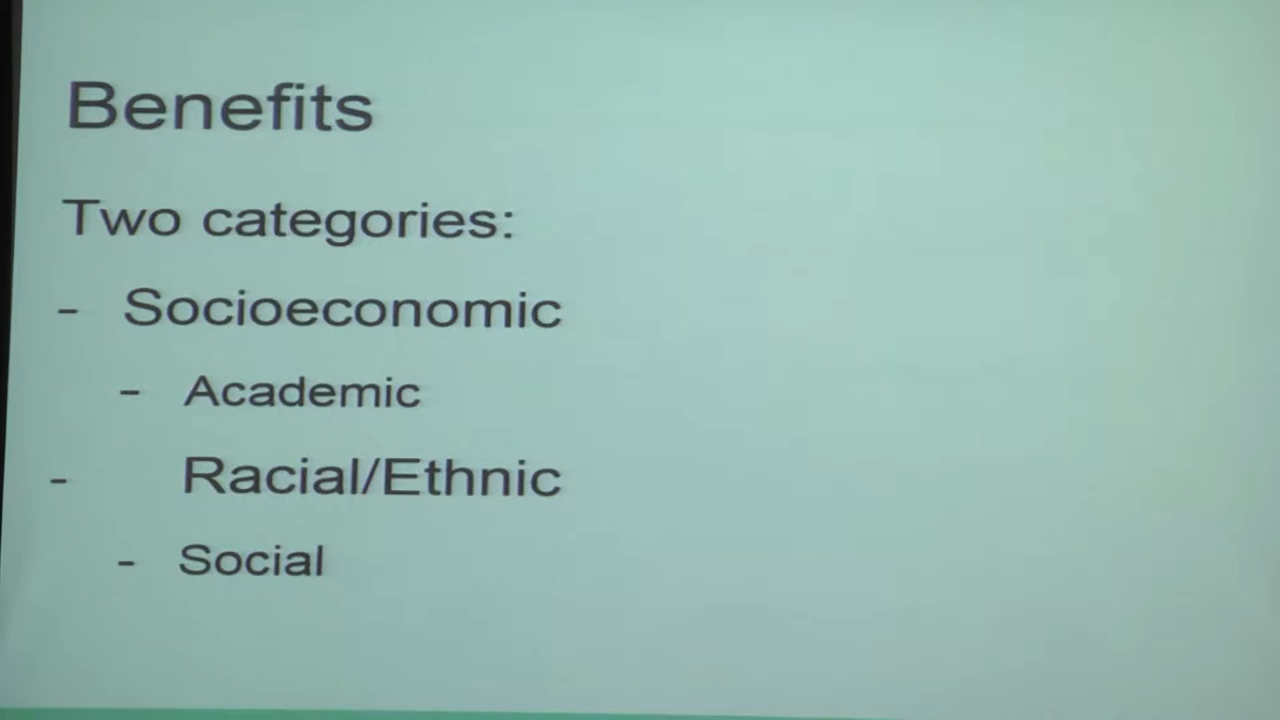 Benefits
Two categories:
- Socioeconomic
- Academic
- Racial/Ethnic
- Social